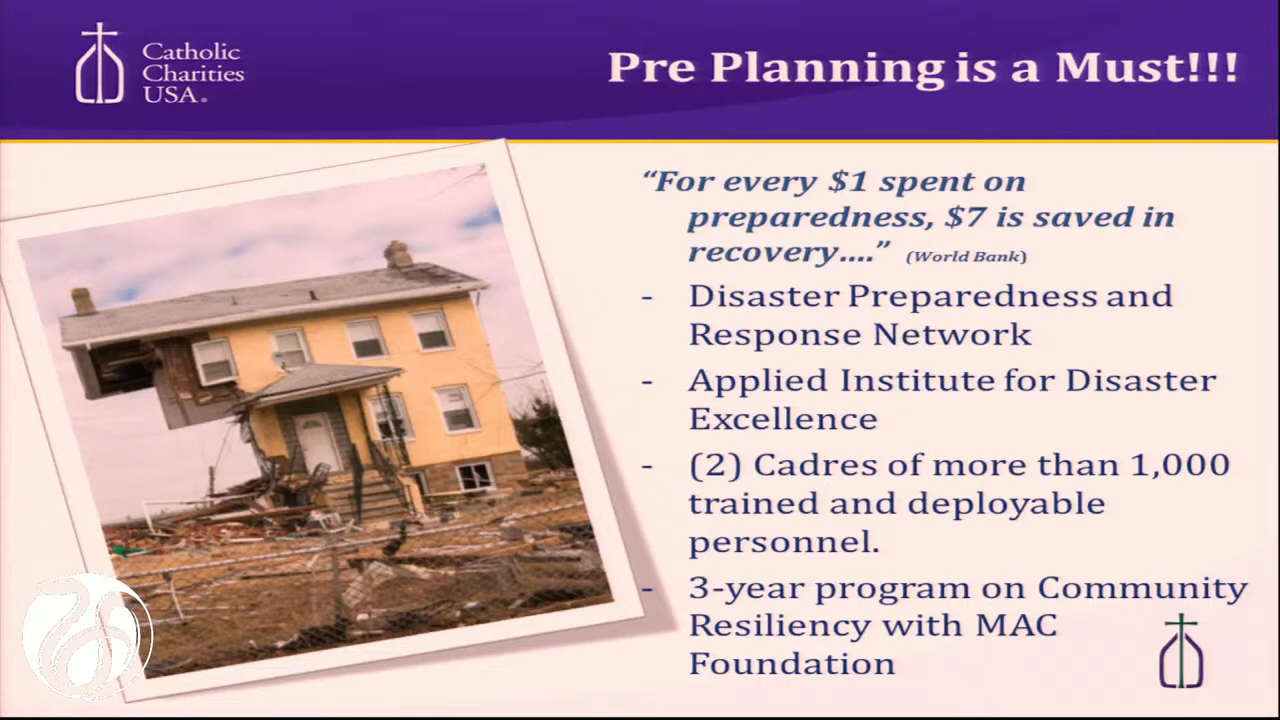 Catholic
Charities
USA®
Pre Planning is a Must!!!
“For every $1 spent on
preparedness, $7 is saved in
recovery....” (World Bank)
- Disaster Preparedness and
Response Network
- Applied Institute for Disaster
Excellence
- (2) Cadres of more than 1,000
trained and deployable
personnel.
- 3-year program on Community
Resiliency with MAC
Foundation